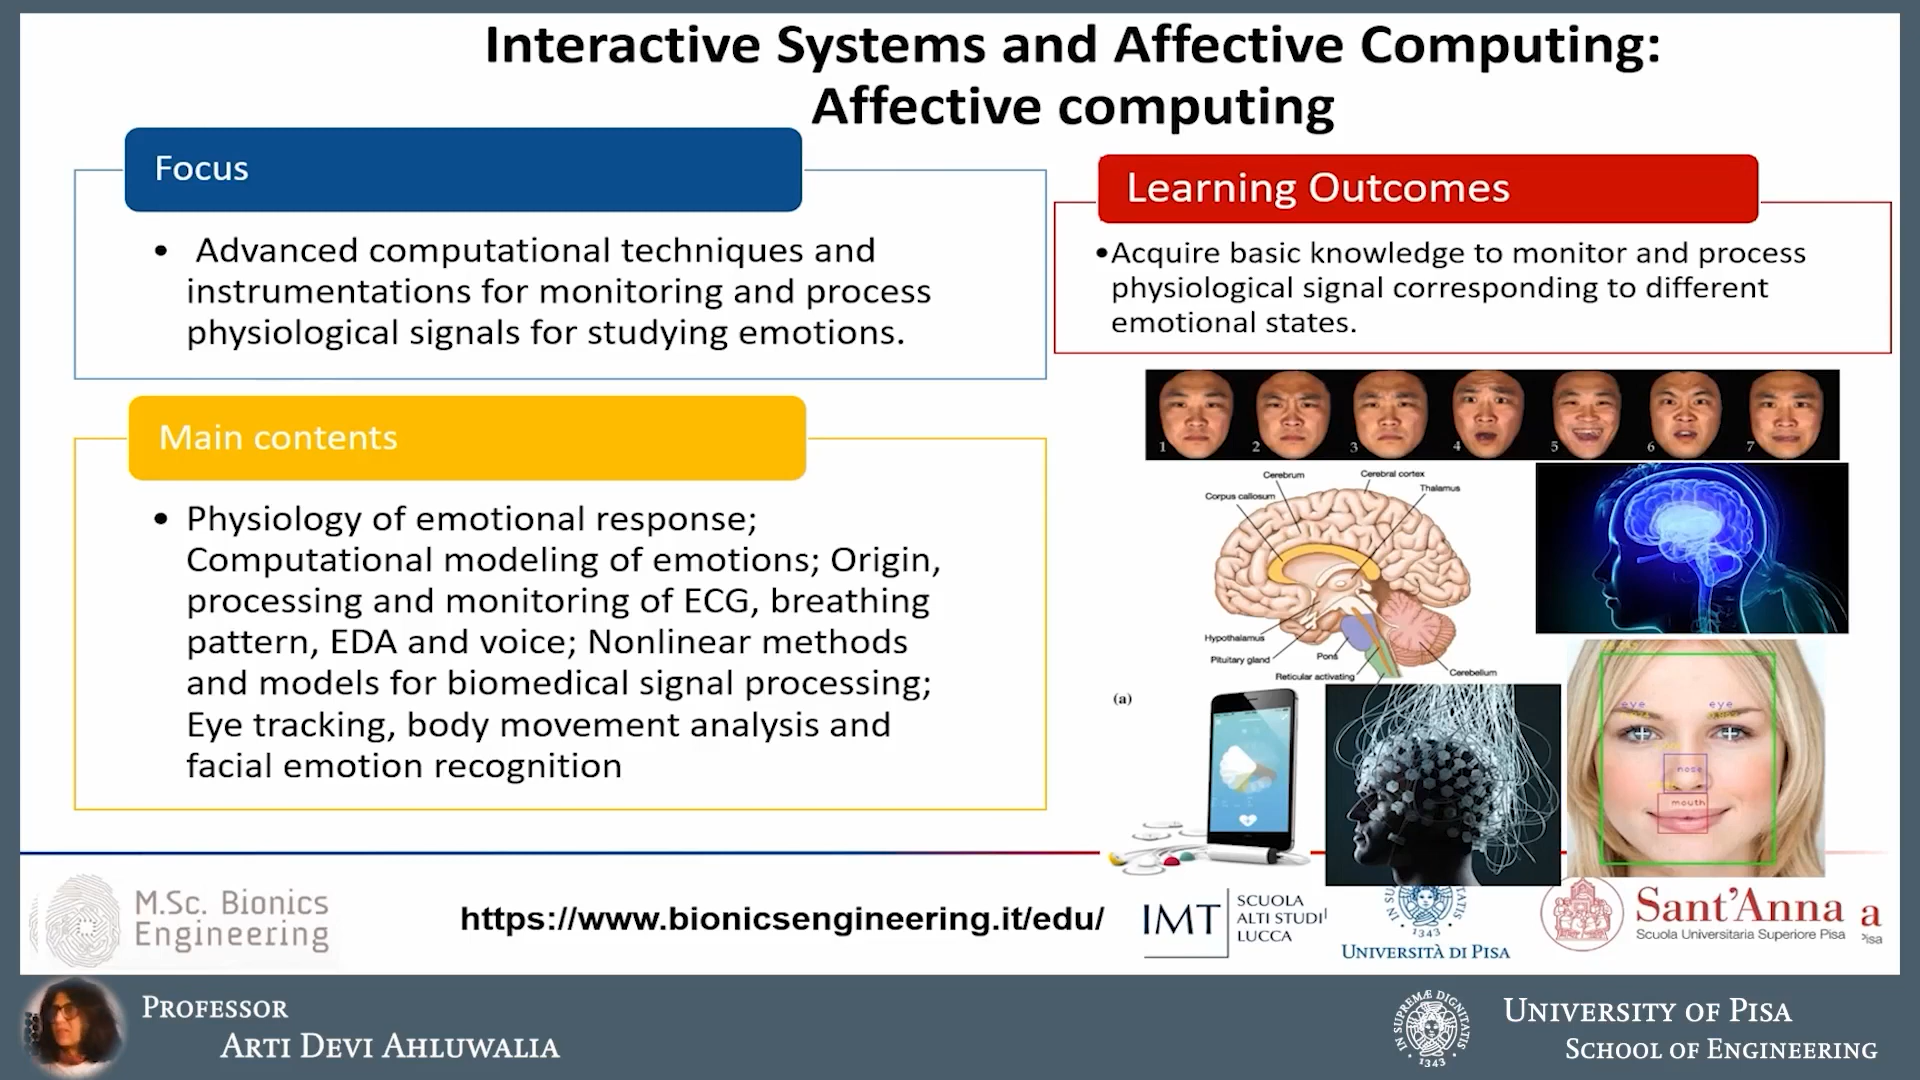 Interactive Systems and Affective Computing:
Affective computing
Focus
• Advanced computational techniques and
instrumentations for monitoring and process
physiological signals for studying emotions.
Main contents
• Physiology of emotional response;
Computational modeling of emotions; Origin,
processing and monitoring of ECG, breathing
pattern, EDA and voice; Nonlinear methods
and models for biomedical signal processing;
Eye tracking, body movement analysis and
facial emotion recognition
Learning Outcomes
•Acquire basic knowledge to monitor and process
physiological signal corresponding to different
emotional states.
1 2 3 4 5 6 7
Cerebrum
Cerebral cortex
Corpus callosum
Thalamus
Hypothalamus
Pituitary gland
Pons
Reticular activating
Cerebellum
(a)
eye
eye
nose
mouth
M.Sc. Bionics
Engineering
https://www.bionicsengineering.it/edu/
IMT
SCUOLA
ALTI STUDI
LUCCA
1343
UNIVERSITÀ DI PISA
Sant'Anna
Scuola Universitaria Superiore Pisa
a
Pisa
PROFESSOR
ARTI DEVI AHLUWALIA
IN SUPREMÆ DIGNITATIS
1343
UNIVERSITY OF PISA
SCHOOL OF ENGINEERING